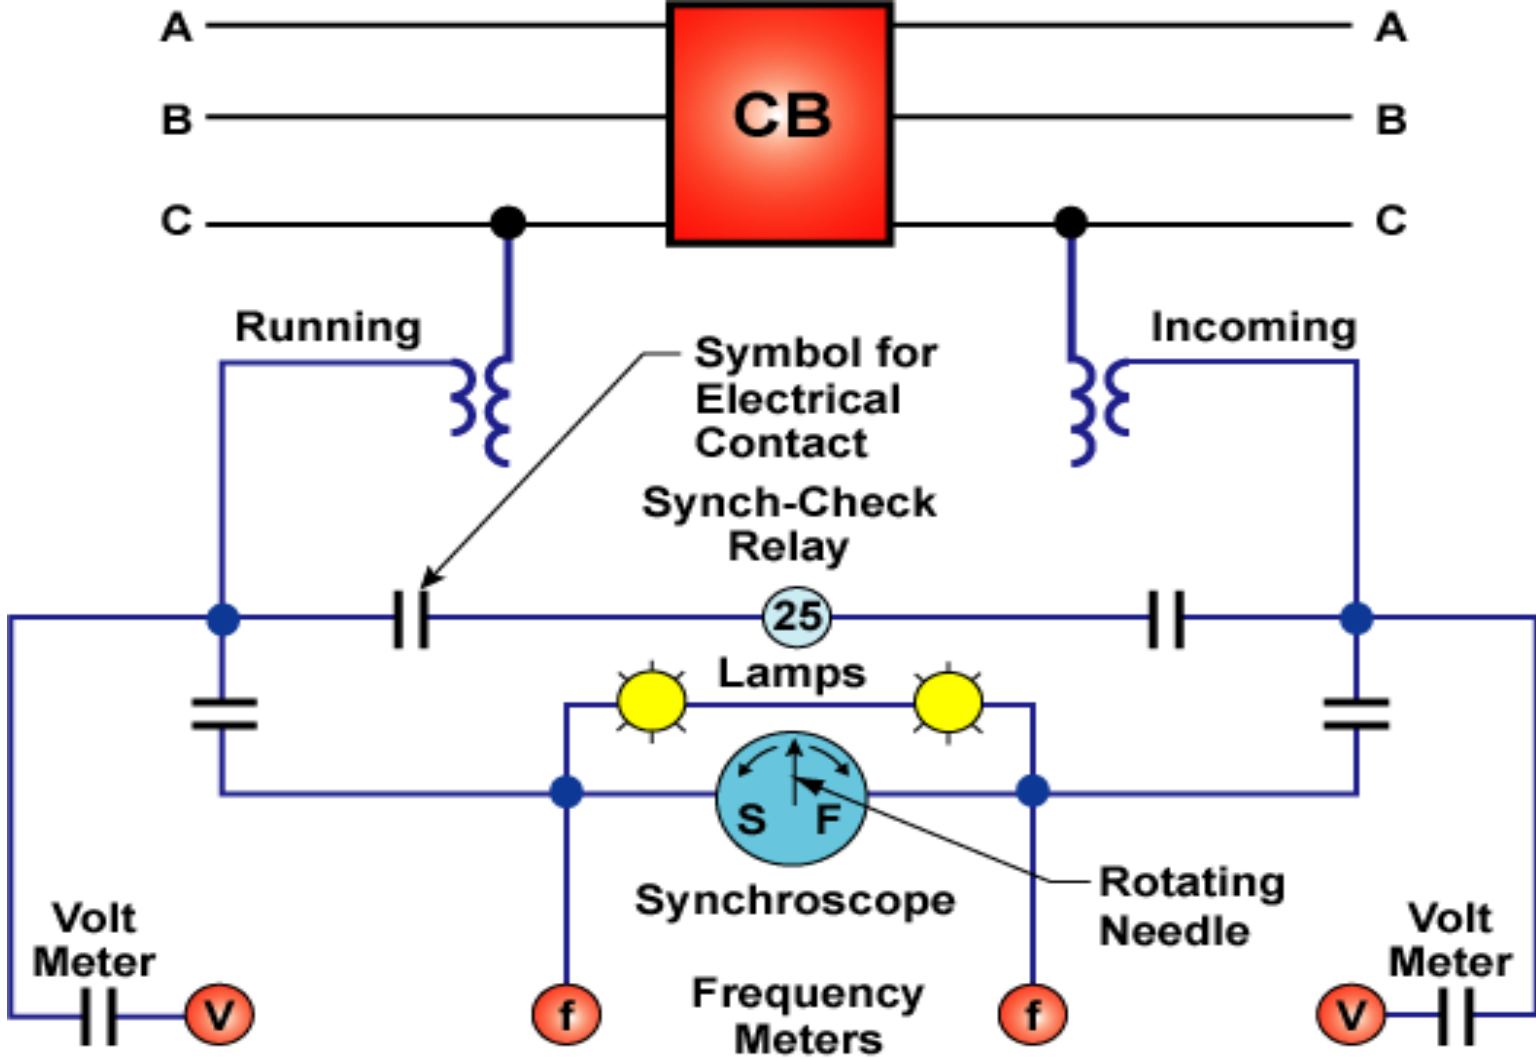 A
A
CB
B
B
C
C
Running
Incoming
Symbol for
Electrical
Contact
Synch-Check
Relay
25
Lamps
S
F
Synchroscope
Rotating
Needle
Volt
Meter
Volt
Meter
V
f
Frequency
Meters
f
V